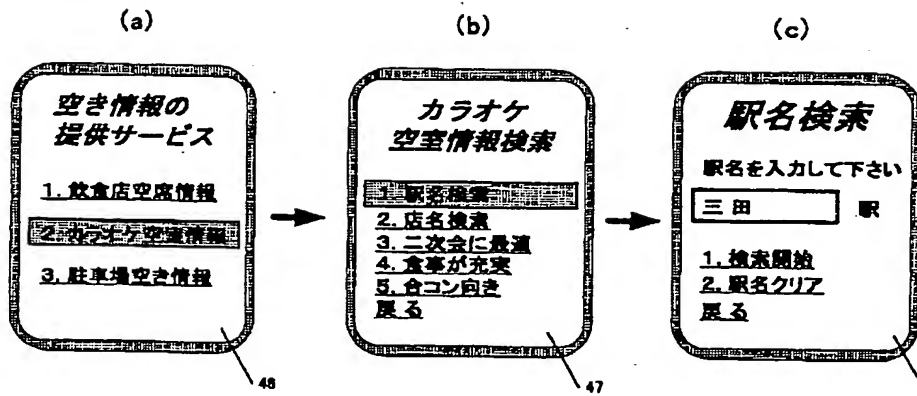 (a)
空き情報の
提供サービス
1. 飲食店空席情報
2. カラオケ空室情報
3. 駐車場空き情報
46
(b)
カラオケ
空室情報検索
1. 駅名検索
2. 店名検索
3. 二次会に最適
4. 食事が充実
5. 合コン向き
戻る
47
(c)
駅名検索
駅名を入力して下さい
三田 駅
1. 検索開始
2. 駅名クリア
戻る